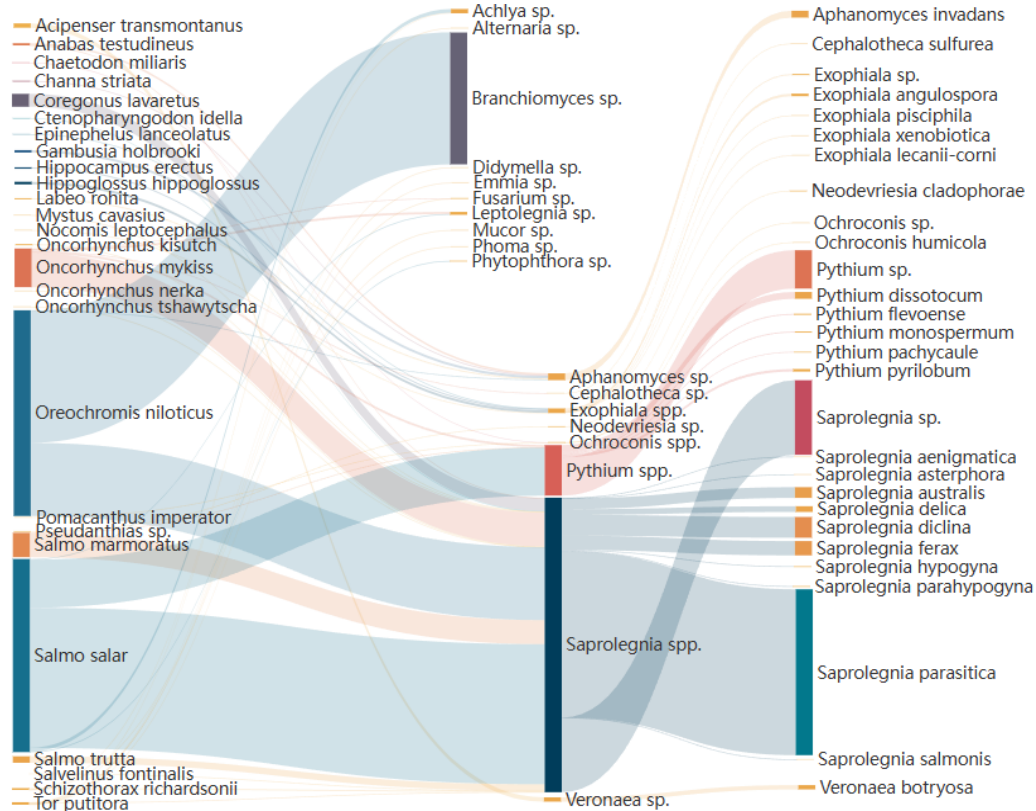 Acipenser transmontanus
Anabas testudineus
Chaetodon miliaris
Channa striata
Coregonus lavaretus
Ctenopharyngodon idella
Epinephelus lanceolatus
Gambusia holbrooki
Hippocampus erectus
Hippoglossus hippoglossus
Labeo rohita
Mystus cavasius
Nocomis leptocephalus
Oncorhynchus kisutch
Oncorhynchus mykiss
Oncorhynchus nerka
Oncorhynchus tshawytscha
Oreochromis niloticus
Pomacanthus imperator
Pseudanthias sp.
Salmo marmoratus
Salmo salar
Salmo trutta
Salvelinus fontinalis
Schizothorax richardsonii
Tor putitora
Achlya sp.
Alternaria sp.
Branchiomyces sp.
Didymella sp.
Emmia sp.
Fusarium sp.
Leptolegnia sp.
Mucor sp.
Phoma sp.
Phytophthora sp.
Aphanomyces sp.
Cephalotheca sp.
Exophiala spp.
Neodevriesia sp.
Ochroconis spp.
Pythium spp.
Saprolegnia spp.
Veronaea sp.
Aphanomyces invadans
Cephalotheca sulfurea
Exophiala sp.
Exophiala angulospora
Exophiala pisciphila
Exophiala xenobiotica
Exophiala lecanii-corni
Neodevriesia cladophorae
Ochroconis sp.
Ochroconis humicola
Pythium sp.
Pythium dissotocum
Pythium flevoense
Pythium monospermum
Pythium pachycaule
Pythium pyrilobum
Saprolegnia sp.
Saprolegnia aenigmatica
Saprolegnia asterphora
Saprolegnia australis
Saprolegnia delica
Saprolegnia diclina
Saprolegnia ferax
Saprolegnia hypogyna
Saprolegnia parahypogyna
Saprolegnia parasitica
Saprolegnia salmonis
Veronaea botryosa